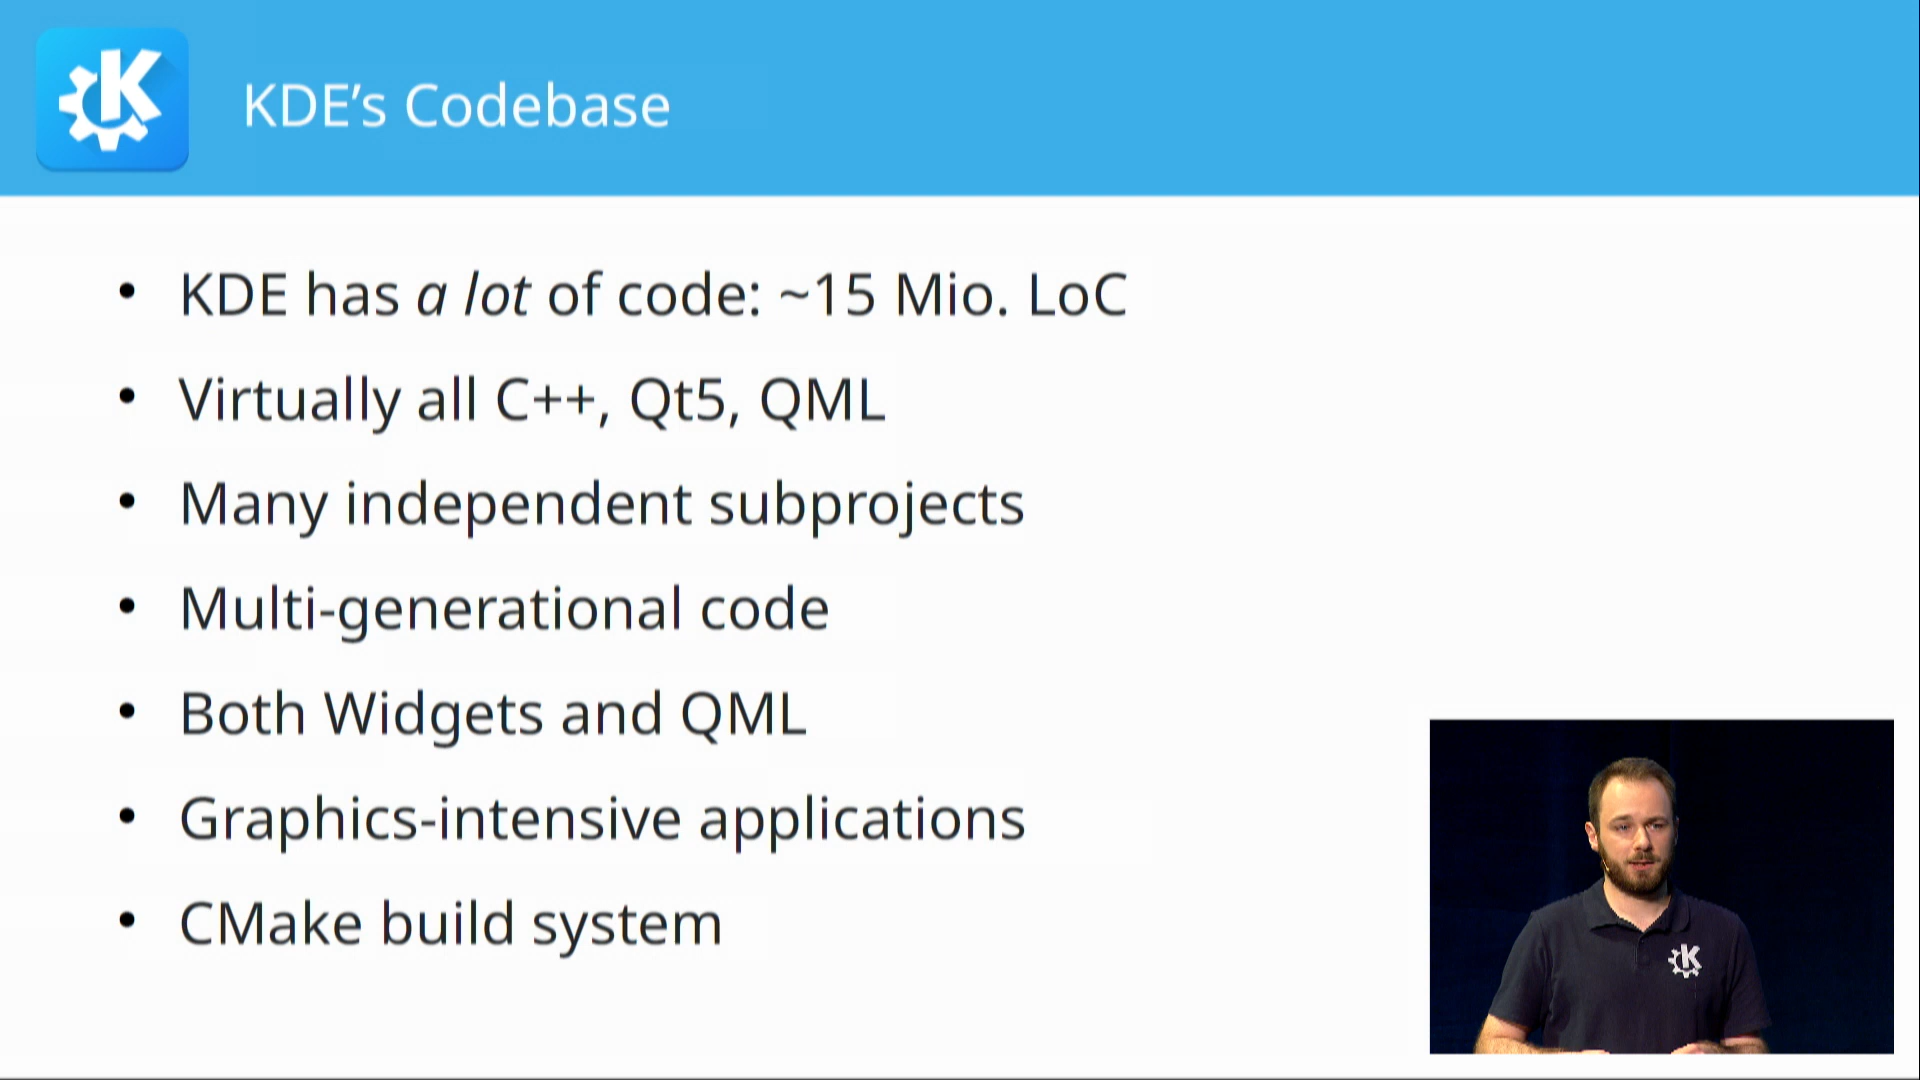 KDE’s Codebase
• KDE has a lot of code: ~15 Mio. LoC
• Virtually all C++, Qt5, QML
• Many independent subprojects
• Multi-generational code
• Both Widgets and QML
• Graphics-intensive applications
• CMake build system